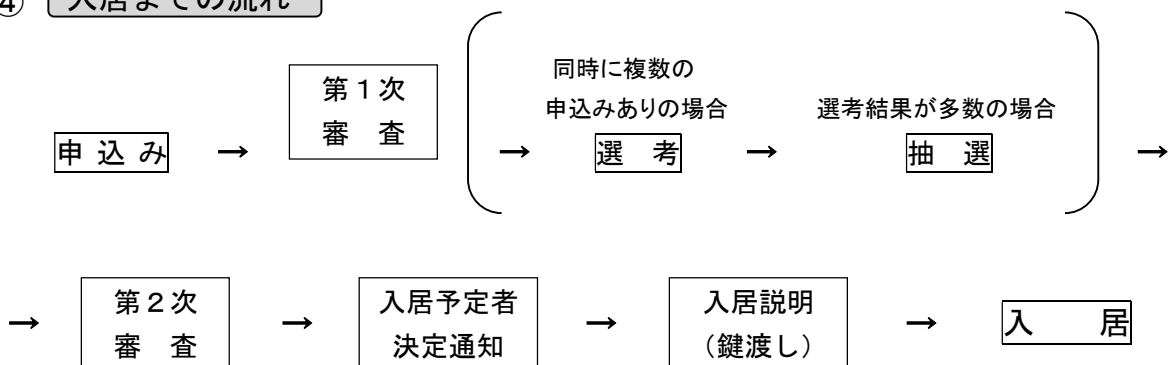 ④ 入居までの流れ
同時に複数の
申込みありの場合
選考結果が多数の場合
申込み → 第1次
審 査 → 選 考 → 抽 選 →
→ 第2次
審 査 → 入居予定者
決定通知 → 入居説明
(鍵渡し) → 入 居